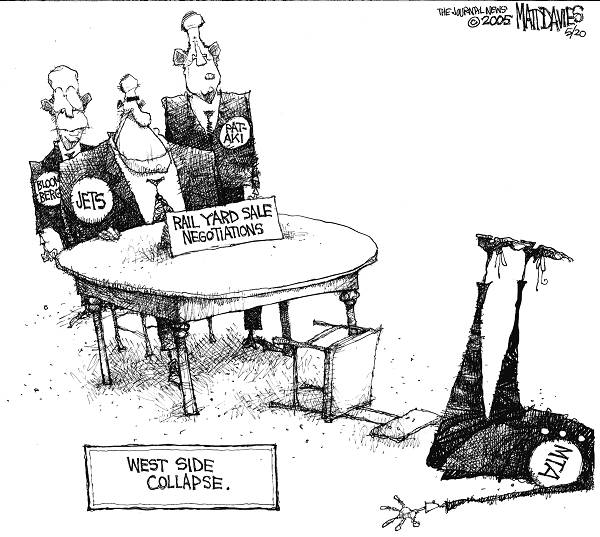 THE JOURNAL NEWS
© 2005 MATT DAVIES
5/20
PAT-
AKI
BLOOM
BERG
JETS
RAIL YARD SALE
NEGOTIATIONS
MTA
WEST SIDE
COLLAPSE.